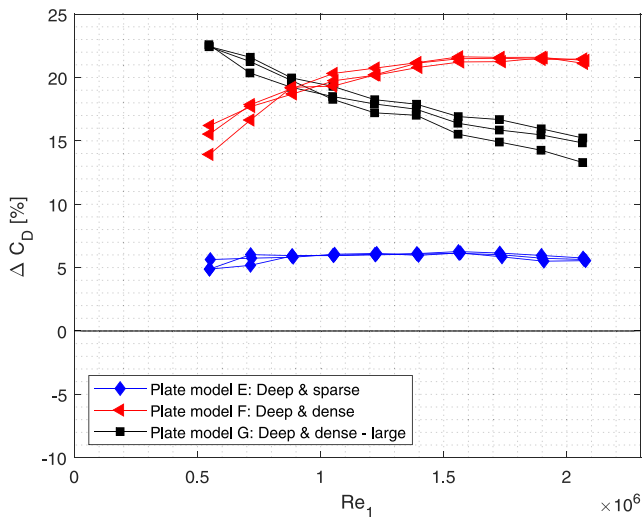 25
20
15
10
5
0
-5
-10
Δ C_D [%]
Plate model E: Deep & sparse
Plate model F: Deep & dense
Plate model G: Deep & dense - large
0 0.5 1 1.5 2
×10^6
Re_1